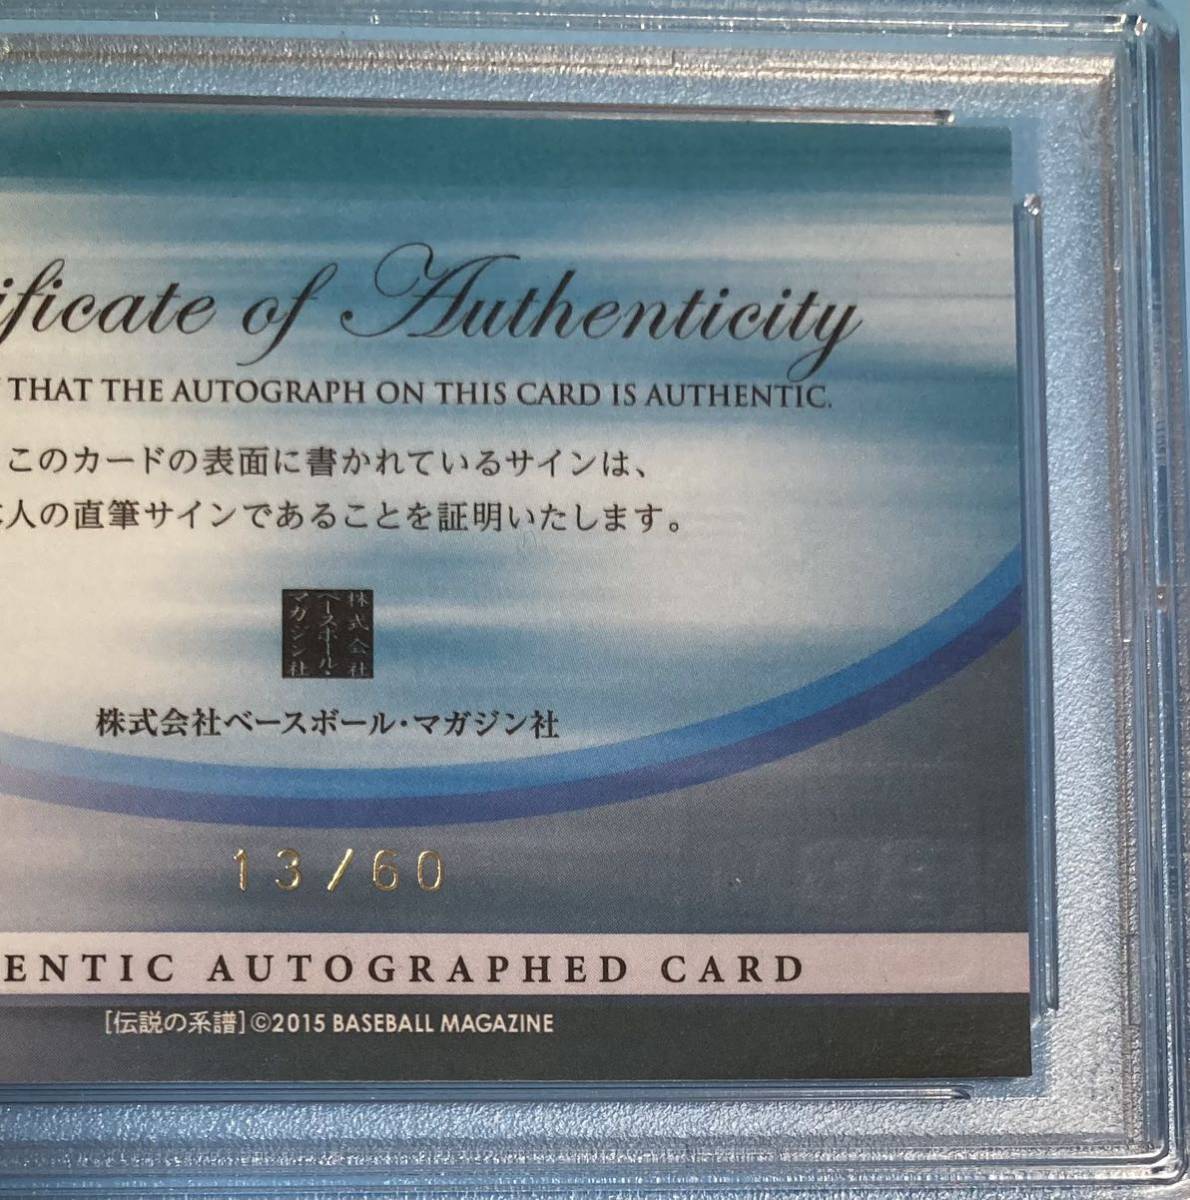 ificate of Authenticity
THAT THE AUTOGRAPH ON THIS CARD IS AUTHENTIC.
このカードの表面に書かれているサインは、
人の直筆サインであることを証明いたします。
株式会社
ベースボール・
マガジン社
株式会社ベースボール・マガジン社
13/60
ENTIC AUTOGRAPHED CARD
[伝説の系譜]©2015 BASEBALL MAGAZINE